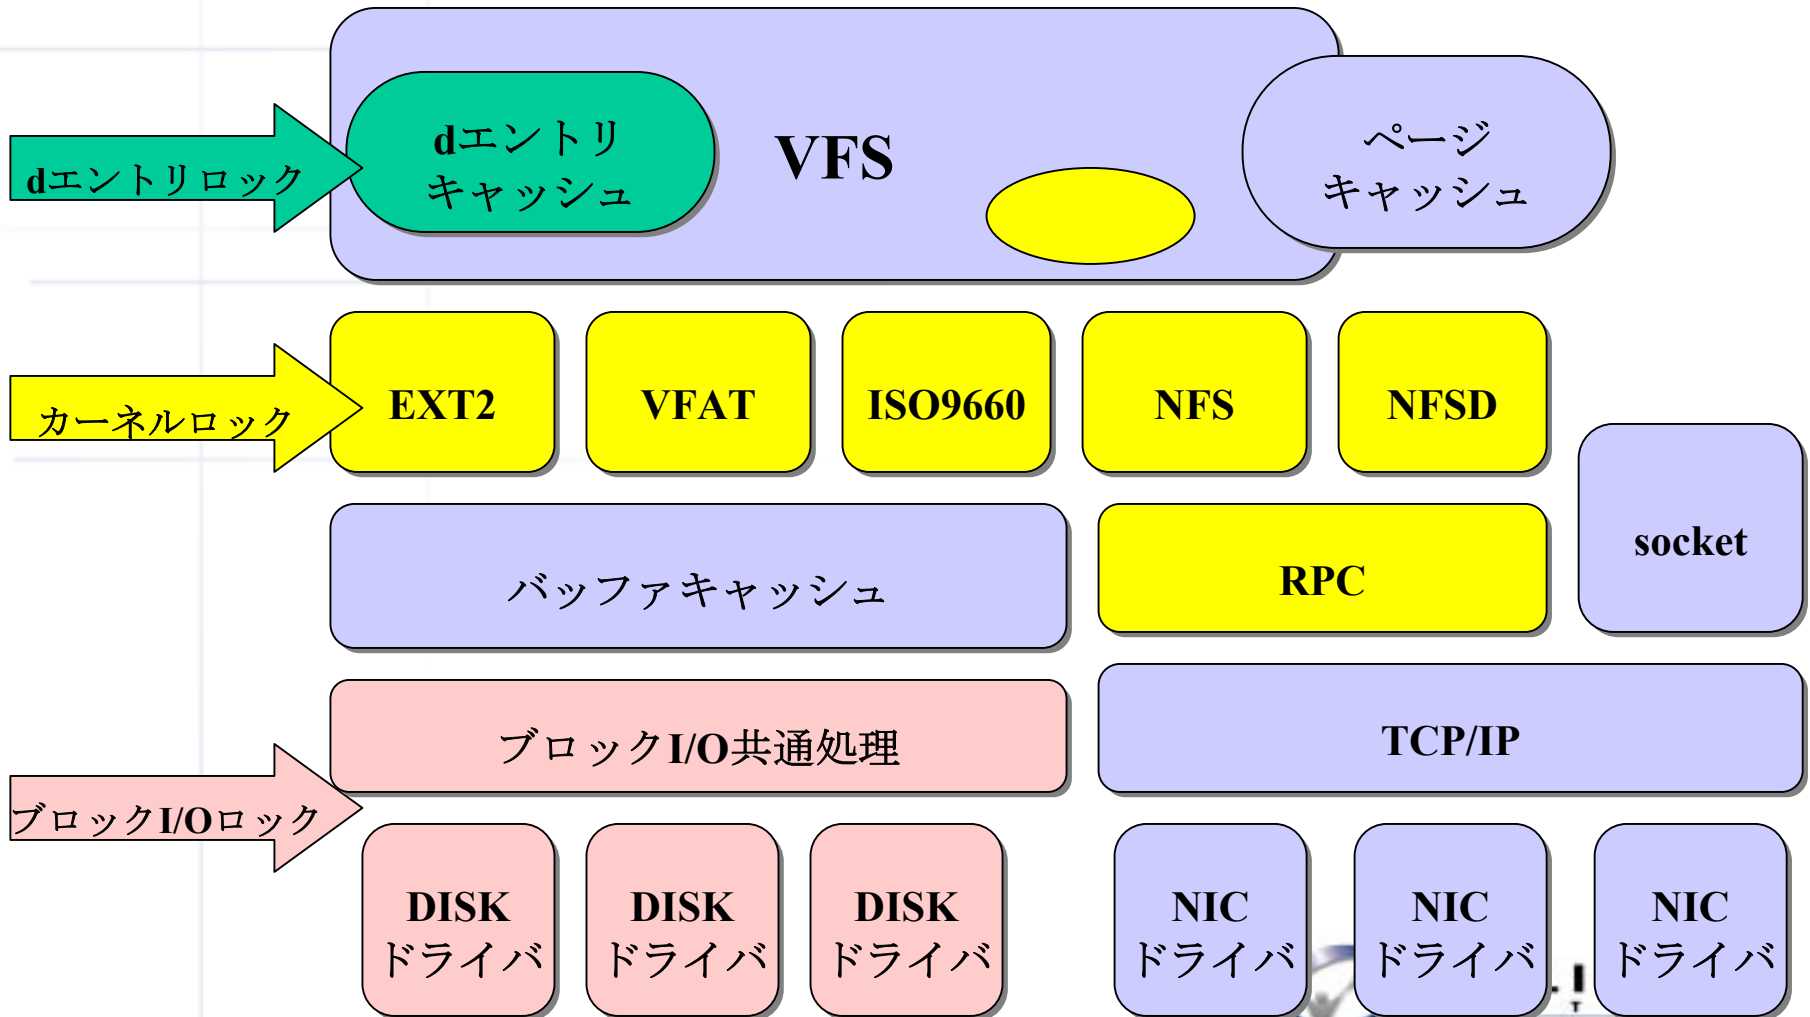 dエントリロック
dエントリ
キャッシュ
VFS
ページ
キャッシュ
カーネルロック
EXT2
VFAT
ISO9660
NFS
NFSD
socket
バッファキャッシュ
RPC
ブロックI/O共通処理
TCP/IP
ブロックI/Oロック
DISK
ドライバ
DISK
ドライバ
DISK
ドライバ
NIC
ドライバ
NIC
ドライバ
NIC
ドライバ